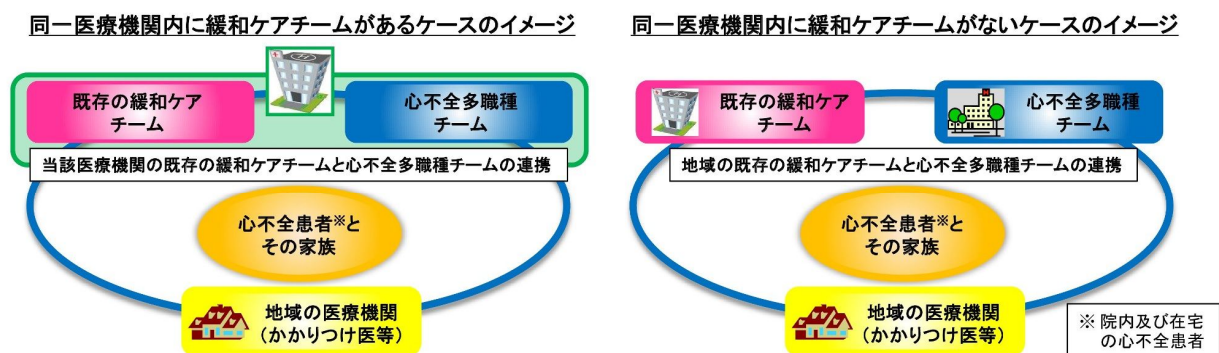 同一医療機関内に緩和ケアチームがあるケースのイメージ
既存の緩和ケア
チーム
心不全多職種
チーム
当該医療機関の既存の緩和ケアチームと心不全多職種チームの連携
心不全患者※と
その家族
地域の医療機関
(かかりつけ医等)
同一医療機関内に緩和ケアチームがないケースのイメージ
既存の緩和ケア
チーム
心不全多職種
チーム
地域の既存の緩和ケアチームと心不全多職種チームの連携
心不全患者※と
その家族
地域の医療機関
(かかりつけ医等)
※ 院内及び在宅
の心不全患者